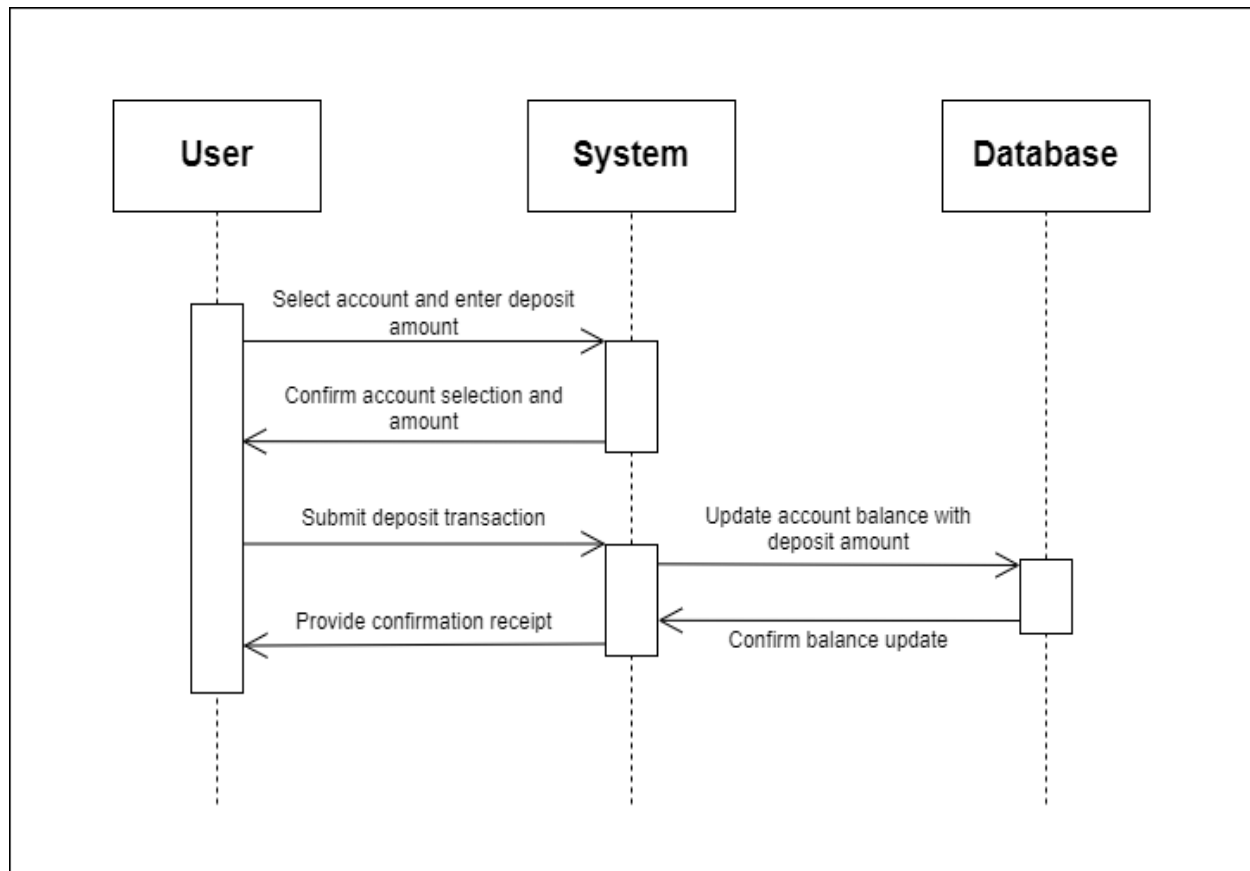 User
System
Database
Select account and enter deposit
amount
Confirm account selection and
amount
Submit deposit transaction
Update account balance with
deposit amount
Provide confirmation receipt
Confirm balance update